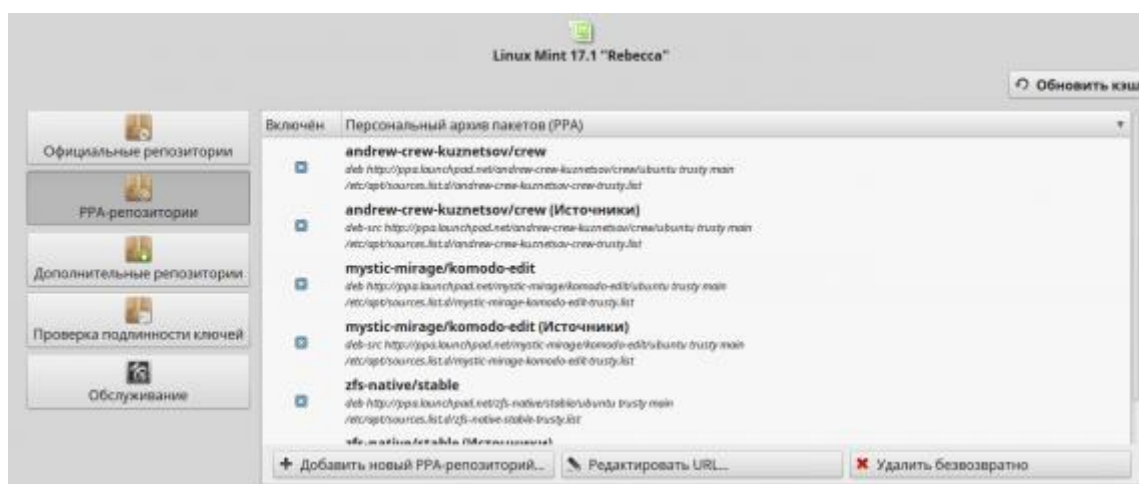 Linux Mint 17.1 "Rebecca"
Обновить кэш
Официальные репозитории
PPA-репозитории
Дополнительные репозитории
Проверка подлинности ключей
Обслуживание
Включён Персональный архив пакетов (PPA)
andrew-crew-kuznetsov/crew
deb http://ppa.launchpad.net/andrew-crew-kuznetsov/crew/ubuntu trusty main
/etc/apt/sources.list.d/andrew-crew-kuznetsov-crew-trusty.list
andrew-crew-kuznetsov/crew (Источники)
deb-src http://ppa.launchpad.net/andrew-crew-kuznetsov/crew/ubuntu trusty main
/etc/apt/sources.list.d/andrew-crew-kuznetsov-crew-trusty.list
mystic-mirage/komodo-edit
deb http://ppa.launchpad.net/mystic-mirage/komodo-edit/ubuntu trusty main
/etc/apt/sources.list.d/mystic-mirage-komodo-edit-trusty.list
mystic-mirage/komodo-edit (Источники)
deb-src http://ppa.launchpad.net/mystic-mirage/komodo-edit/ubuntu trusty main
/etc/apt/sources.list.d/mystic-mirage-komodo-edit-trusty.list
zfs-native/stable
deb http://ppa.launchpad.net/zfs-native/stable/ubuntu trusty main
/etc/apt/sources.list.d/zfs-native-stable-trusty.list
zfs-native/stable (Источники)
Добавить новый PPA-репозиторий... Редактировать URL... Удалить безвозвратно